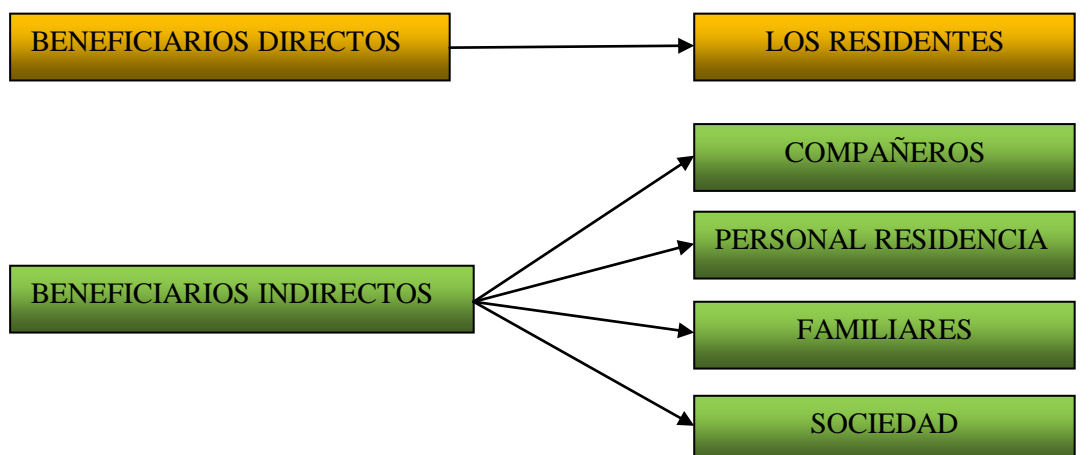 BENEFICIARIOS DIRECTOS
LOS RESIDENTES
BENEFICIARIOS INDIRECTOS
COMPAÑEROS
PERSONAL RESIDENCIA
FAMILIARES
SOCIEDAD